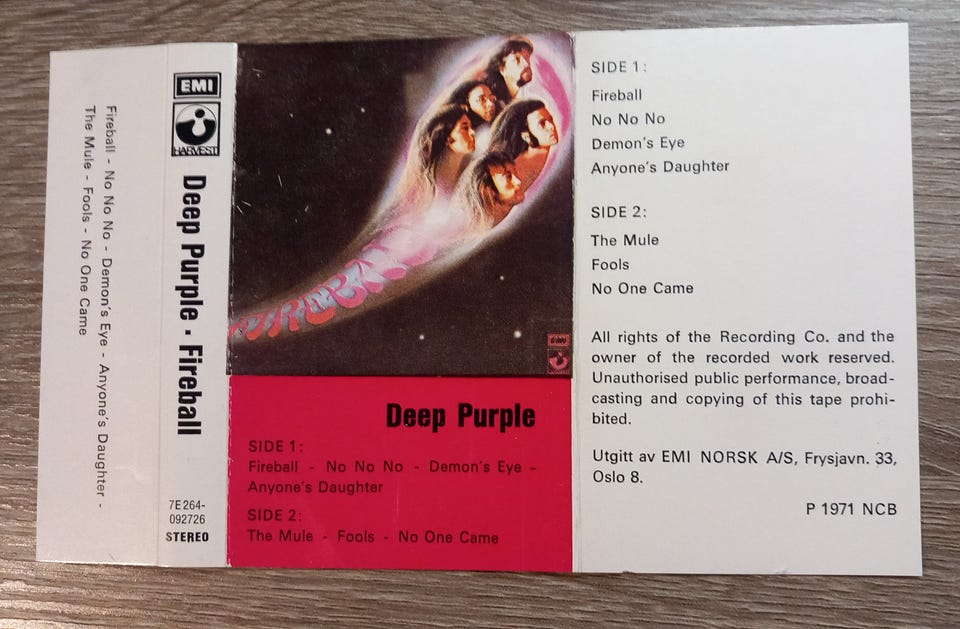 Fireball - No No No - Demon's Eye - Anyone's Daughter -
The Mule - Fools - No One Came
EMI
HARVEST
Deep Purple · Fireball
7E 264-
092726
STEREO
Deep Purple
SIDE 1:
Fireball - No No No - Demon's Eye -
Anyone's Daughter
SIDE 2:
The Mule - Fools - No One Came
SIDE 1:
Fireball
No No No
Demon's Eye
Anyone's Daughter
SIDE 2:
The Mule
Fools
No One Came
All rights of the Recording Co. and the
owner of the recorded work reserved.
Unauthorised public performance, broad-
casting and copying of this tape prohi-
bited.
Utgitt av EMI NORSK A/S, Frysjavn. 33,
Oslo 8.
P 1971 NCB